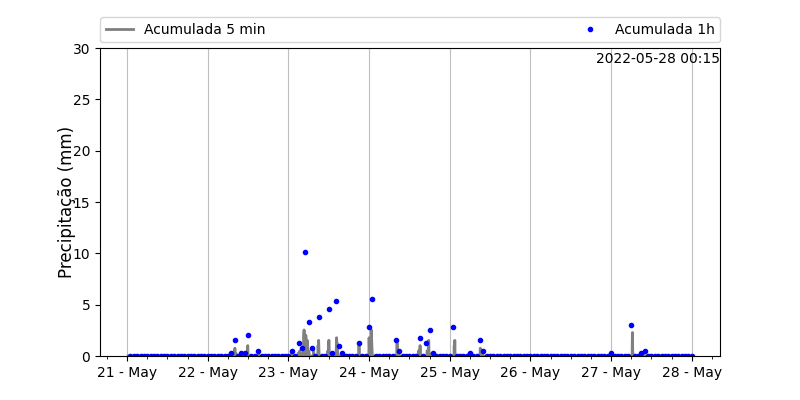 Acumulada 5 min
Acumulada 1h
2022-05-28 00:15
Precipitação (mm)
30
25
20
15
10
5
0
21 - May
22 - May
23 - May
24 - May
25 - May
26 - May
27 - May
28 - May